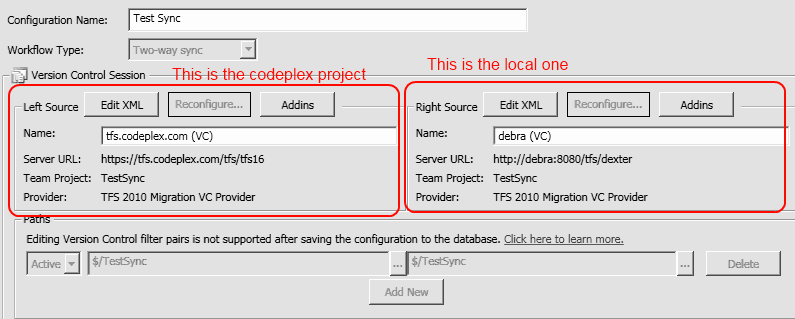 Configuration Name: Test Sync
Workflow Type: Two-way sync
Version Control Session
This is the codeplex project
This is the local one
Left Source Edit XML Reconfigure... Addins
Name: tfs.codeplex.com (VC)
Server URL: https://tfs.codeplex.com/tfs/tfs16
Team Project: TestSync
Provider: TFS 2010 Migration VC Provider
Right Source Edit XML Reconfigure... Addins
Name: debra (VC)
Server URL: http://debra:8080/tfs/dexter
Team Project: TestSync
Provider: TFS 2010 Migration VC Provider
Paths
Editing Version Control filter pairs is not supported after saving the configuration to the database. Click here to learn more.
Active $/TestSync ... $/TestSync ... Delete
Add New